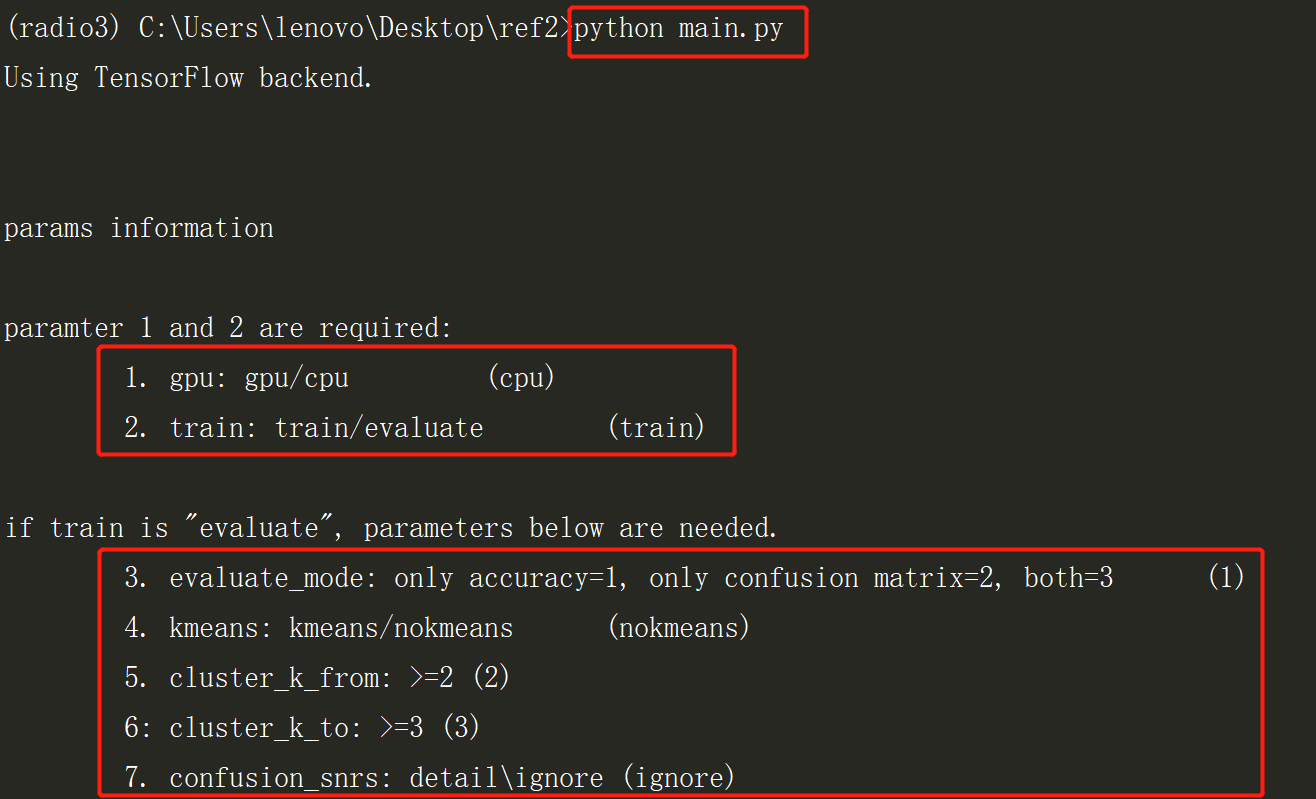 (radio3) C:\Users\lenovo\Desktop\ref2>python main.py
Using TensorFlow backend.
params information
paramter 1 and 2 are required:
1. gpu: gpu/cpu (cpu)
2. train: train/evaluate (train)
if train is "evaluate", parameters below are needed.
3. evaluate_mode: only accuracy=1, only confusion matrix=2, both=3 (1)
4. kmeans: kmeans/nokmeans (nokmeans)
5. cluster_k_from: >=2 (2)
6: cluster_k_to: >=3 (3)
7. confusion_snrs: detail\ignore (ignore)